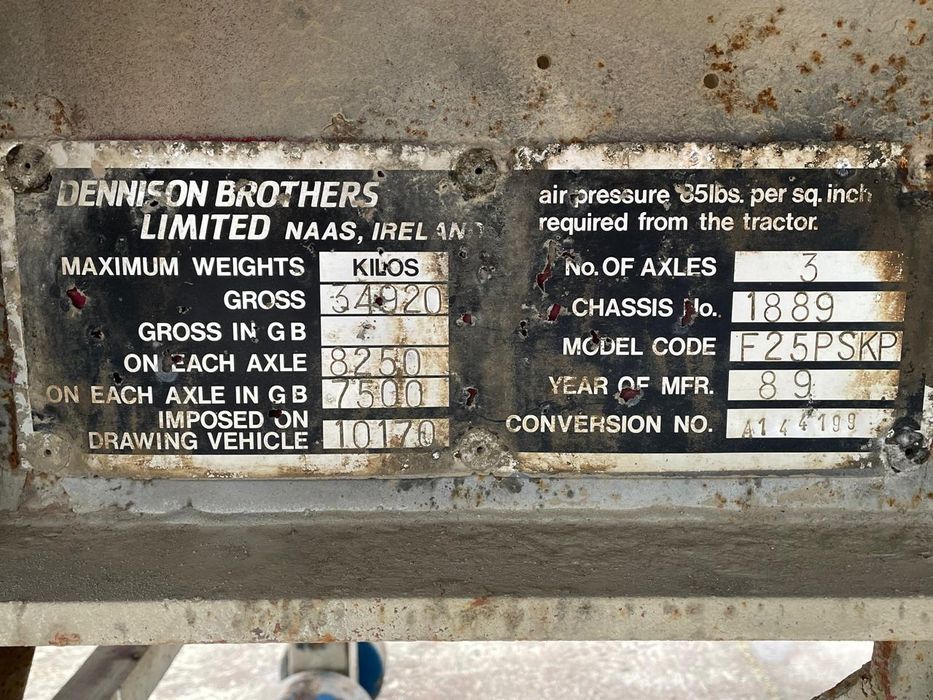 DENNISON BROTHERS
LIMITED NAAS, IRELAND
MAXIMUM WEIGHTS KILOS
GROSS 34920
GROSS IN G B
ON EACH AXLE 8250
ON EACH AXLE IN G B 7500
IMPOSED ON
DRAWING VEHICLE 10170
air pressure 85lbs. per sq. inch
required from the tractor.
No. OF AXLES 3
CHASSIS No. 1889
MODEL CODE F25PSKP
YEAR OF MFR. 89
CONVERSION NO. A144199